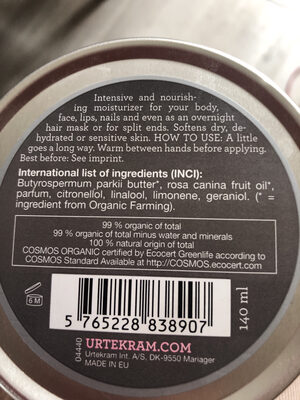 Intensive and nourish-
ing moisturizer for your body,
face, lips, nails and even as an overnight
hair mask or for split ends. Softens dry, de-
hydrated or sensitive skin. HOW TO USE: A little
goes a long way. Warm between hands before applying.
Best before: See imprint.
International list of ingredients (INCI):
Butyrospermum parkii butter*, rosa canina fruit oil*,
parfum, citronellol, linalool, limonene, geraniol. (* =
ingredient from Organic Farming).
99 % organic of total
99 % organic of total minus water and minerals
100 % natural origin of total
COSMOS ORGANIC certified by Ecocert Greenlife according to
COSMOS Standard Available at http://COSMOS.ecocert.com
6 M
5 765228 838907
140 ml
04440
URTEKRAM.COM
Urtekram Int. A/S, DK-9550 Mariager
MADE IN EU